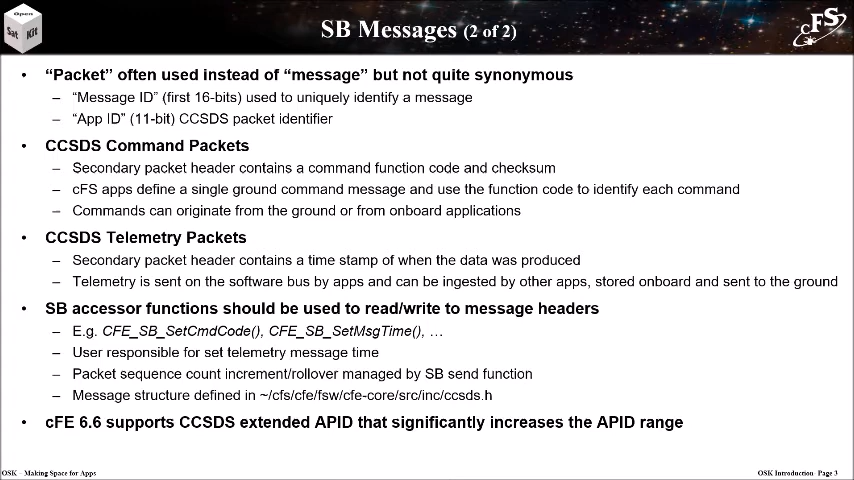 Open
Sat
Kit
SB Messages (2 of 2)
cFS
• “Packet” often used instead of “message” but not quite synonymous
– “Message ID” (first 16-bits) used to uniquely identify a message
– “App ID” (11-bit) CCSDS packet identifier
• CCSDS Command Packets
– Secondary packet header contains a command function code and checksum
– cFS apps define a single ground command message and use the function code to identify each command
– Commands can originate from the ground or from onboard applications
• CCSDS Telemetry Packets
– Secondary packet header contains a time stamp of when the data was produced
– Telemetry is sent on the software bus by apps and can be ingested by other apps, stored onboard and sent to the ground
• SB accessor functions should be used to read/write to message headers
– E.g. CFE_SB_SetCmdCode(), CFE_SB_SetMsgTime(), …
– User responsible for set telemetry message time
– Packet sequence count increment/rollover managed by SB send function
– Message structure defined in ~/cfs/cfe/fsw/cfe-core/src/inc/ccsds.h
• cFE 6.6 supports CCSDS extended APID that significantly increases the APID range
OSK – Making Space for Apps
OSK Introduction- Page 3